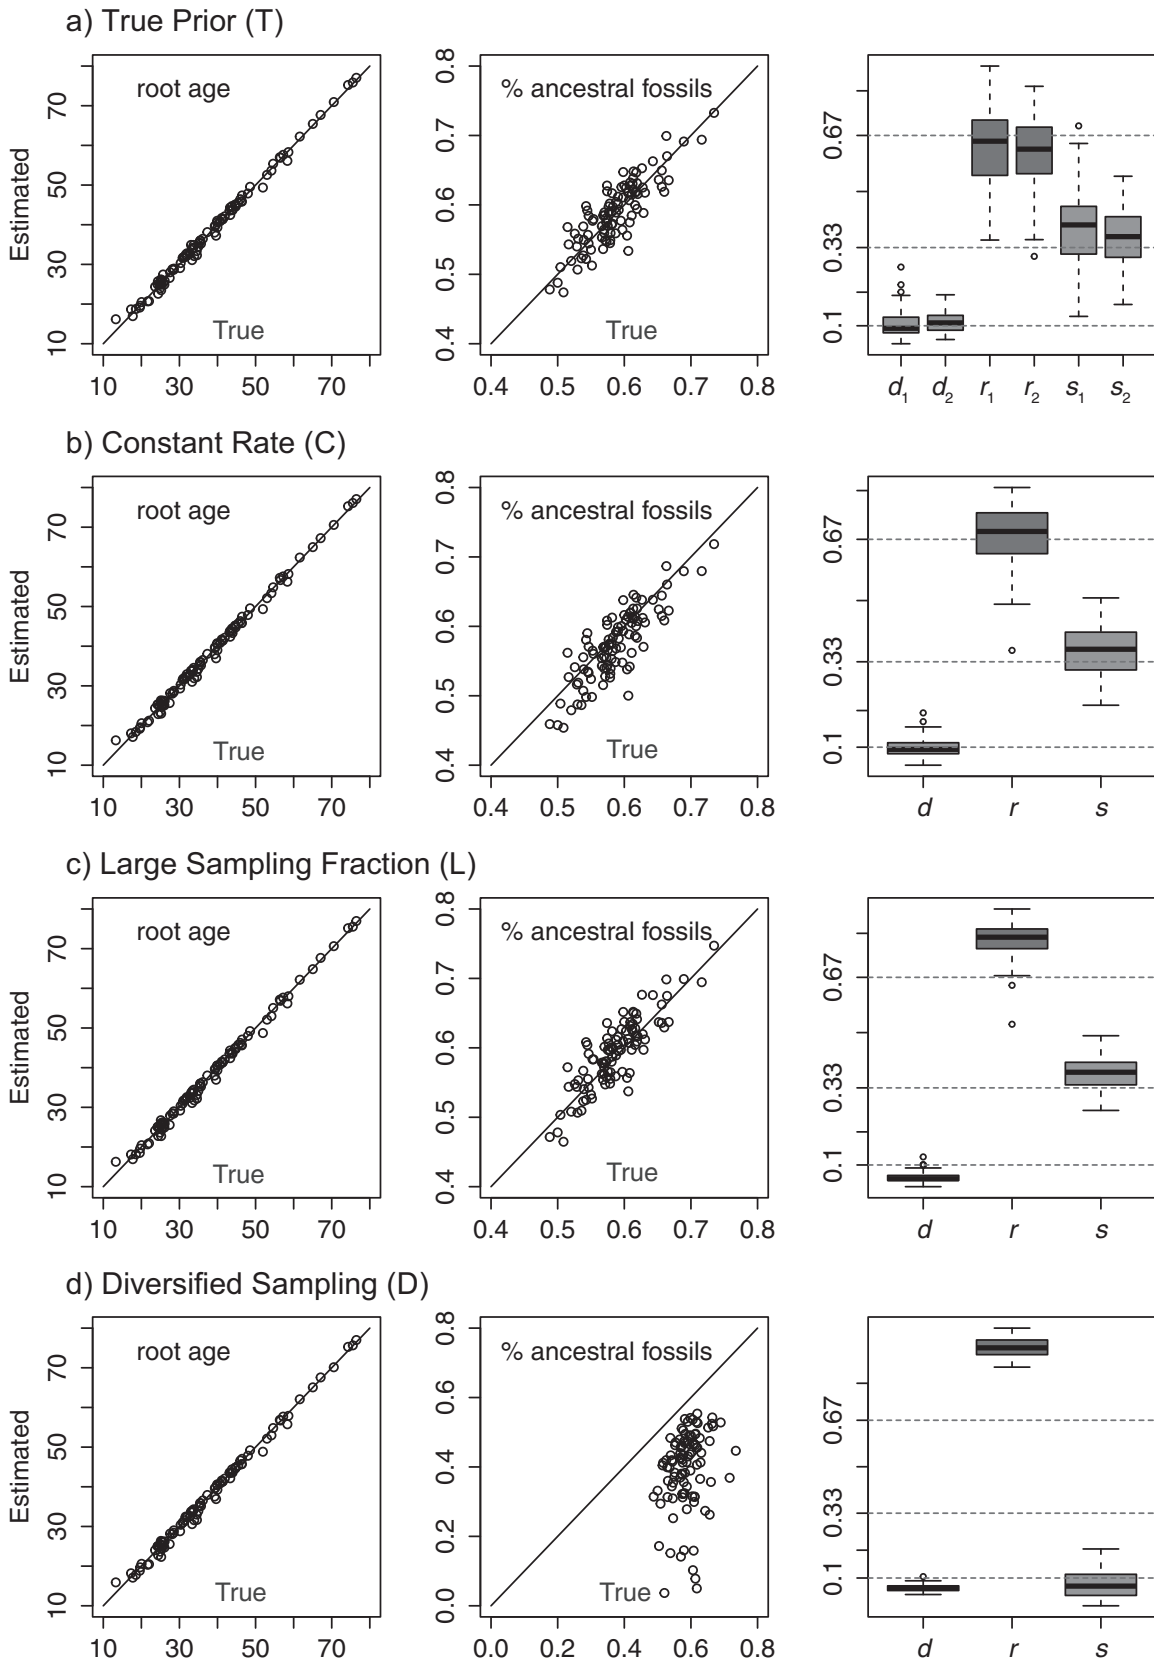 a) True Prior (T)
root age
% ancestral fossils
Estimated
True
True
10 30 50 70
10 30 50 70
0.4 0.5 0.6 0.7 0.8
0.4 0.5 0.6 0.7 0.8
0.1 0.33 0.67
d1 d2 r1 r2 s1 s2
b) Constant Rate (C)
root age
% ancestral fossils
Estimated
True
True
10 30 50 70
10 30 50 70
0.4 0.5 0.6 0.7 0.8
0.4 0.5 0.6 0.7 0.8
0.1 0.33 0.67
d r s
c) Large Sampling Fraction (L)
root age
% ancestral fossils
Estimated
True
True
10 30 50 70
10 30 50 70
0.4 0.5 0.6 0.7 0.8
0.4 0.5 0.6 0.7 0.8
0.1 0.33 0.67
d r s
d) Diversified Sampling (D)
root age
% ancestral fossils
Estimated
True
True
10 30 50 70
10 30 50 70
0.0 0.2 0.4 0.6 0.8
0.0 0.2 0.4 0.6 0.8
0.1 0.33 0.67
d r s